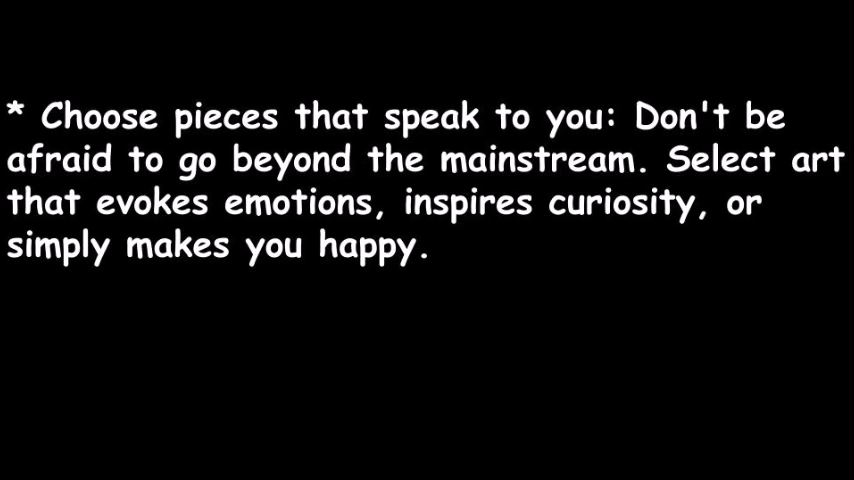 * Choose pieces that speak to you: Don't be
afraid to go beyond the mainstream. Select art
that evokes emotions, inspires curiosity, or
simply makes you happy.